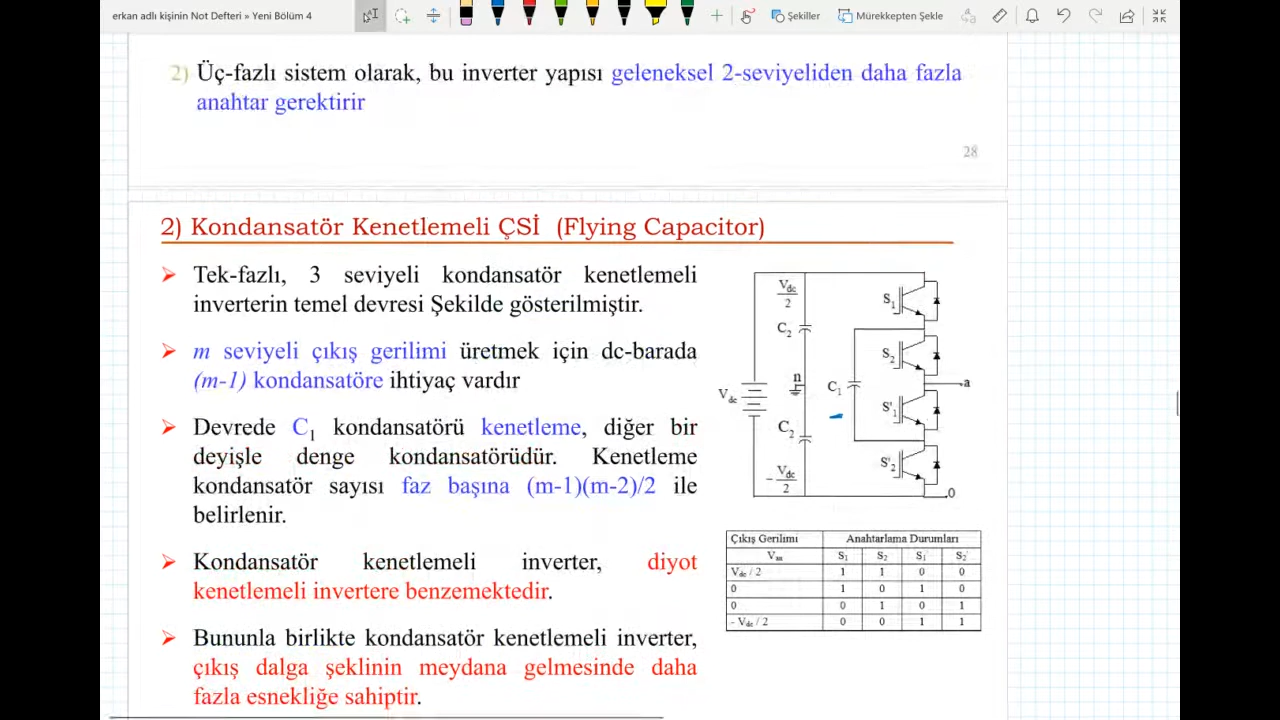 erkan adlı kişinin Not Defteri » Yeni Bölüm 4
Şekiller
Mürekkepten Şekle
2) Üç-fazlı sistem olarak, bu inverter yapısı geleneksel 2-seviyeliden daha fazla
anahtar gerektirir
28
2) Kondansatör Kenetlemeli ÇSİ (Flying Capacitor)
Tek-fazlı, 3 seviyeli kondansatör kenetlemeli
inverterin temel devresi Şekilde gösterilmiştir.
m seviyeli çıkış gerilimi üretmek için dc-barada
(m-1) kondansatöre ihtiyaç vardır
Devrede C1 kondansatörü kenetleme, diğer bir
deyişle denge kondansatörüdür. Kenetleme
kondansatör sayısı faz başına (m-1)(m-2)/2 ile
belirlenir.
Kondansatör kenetlemeli inverter, diyot
kenetlemeli invertere benzemektedir.
Bununla birlikte kondansatör kenetlemeli inverter,
çıkış dalga şeklinin meydana gelmesinde daha
fazla esnekliğe sahiptir.
Vdc/2
S1
C2
S2
n
C1
a
Vdc
S'1
C2
S'2
-Vdc/2
0
Çıkış Gerilimi Anahtarlama Durumları
S1 S2 S1' S2'
Vdc / 2 1 1 0 0
0 1 0 1 0
0 0 1 0 1
- Vdc / 2 0 0 1 1